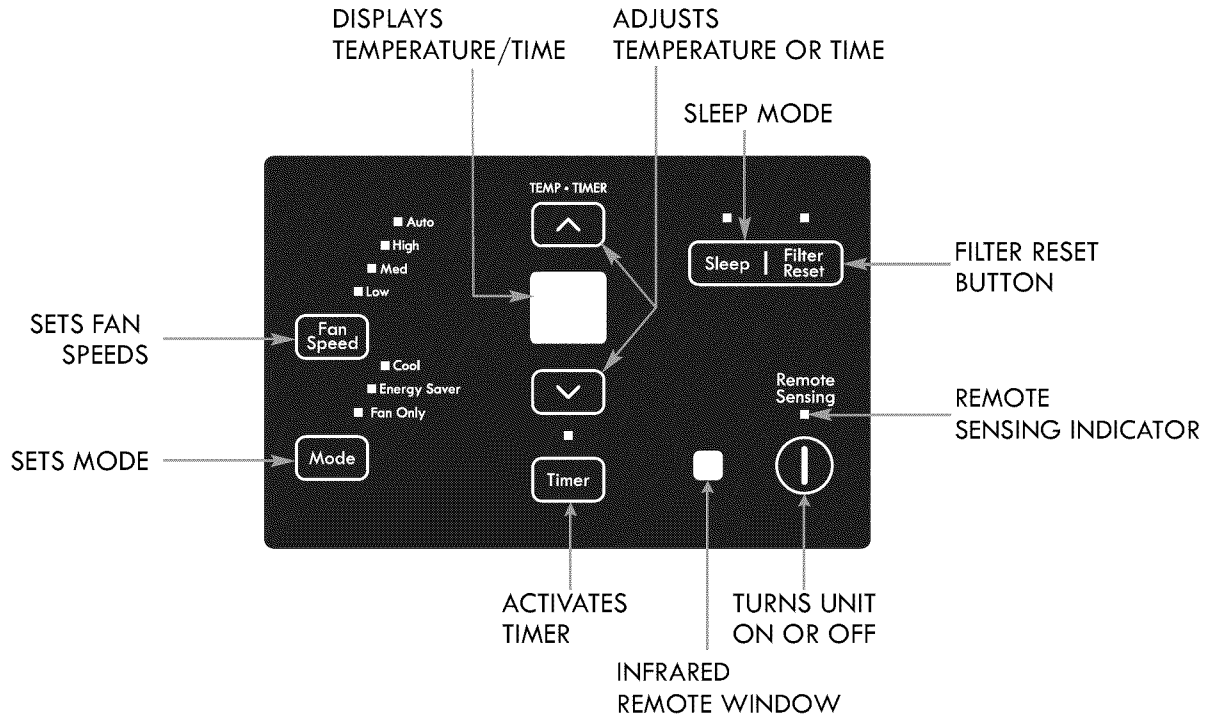 DISPLAYS
TEMPERATURE/TIME
ADJUSTS
TEMPERATURE OR TIME
SLEEP MODE
TEMP • TIMER
Auto
High
Med
Low
Sleep | Filter
Reset
FILTER RESET
BUTTON
SETS FAN
SPEEDS
Fan
Speed
Cool
Energy Saver
Fan Only
Remote
Sensing
REMOTE
SENSING INDICATOR
SETS MODE
Mode
Timer
ACTIVATES
TIMER
TURNS UNIT
ON OR OFF
INFRARED
REMOTE WINDOW